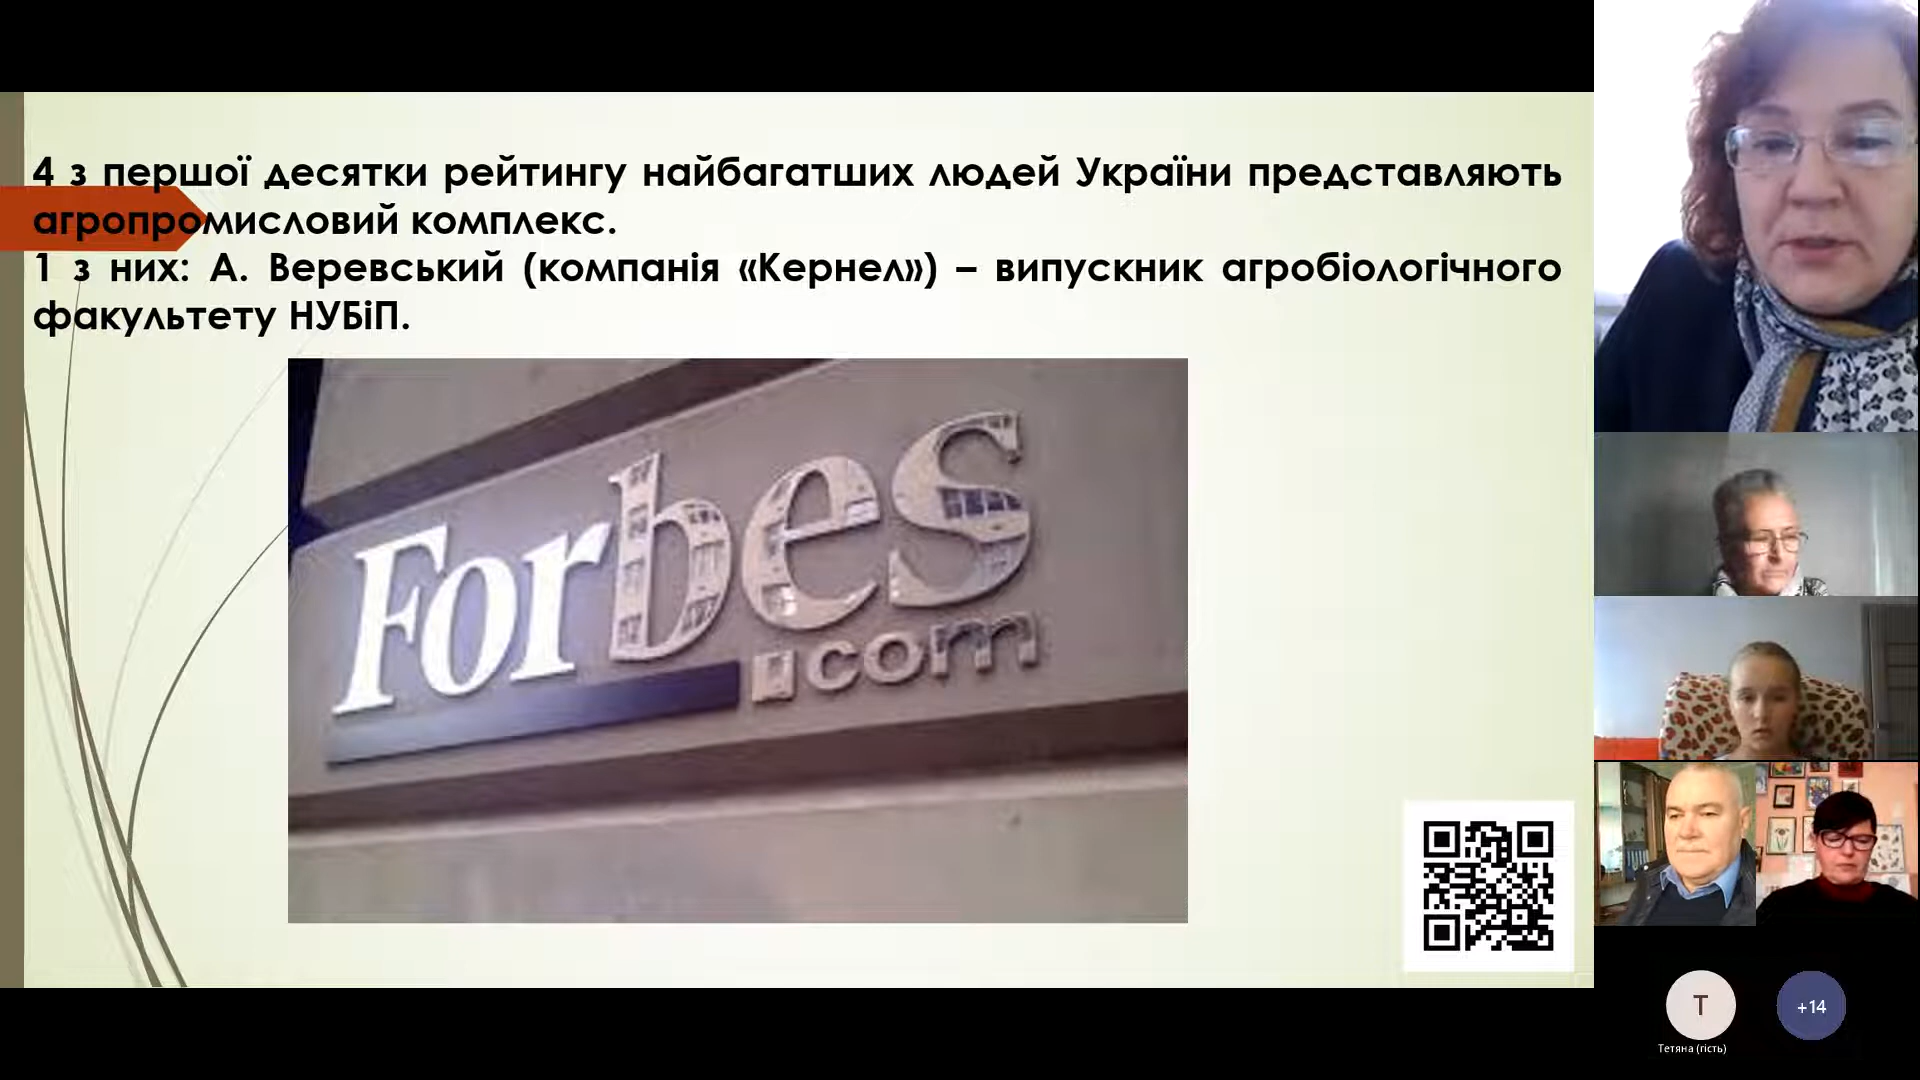 4 з першої десятки рейтингу найбагатших людей України представляють
агропромисловий комплекс.
1 з них: А. Веревський (компанія «Кернел») – випускник агробіологічного
факультету НУБіП.
Forbes
.com
T
+14
Тетяна (гість)